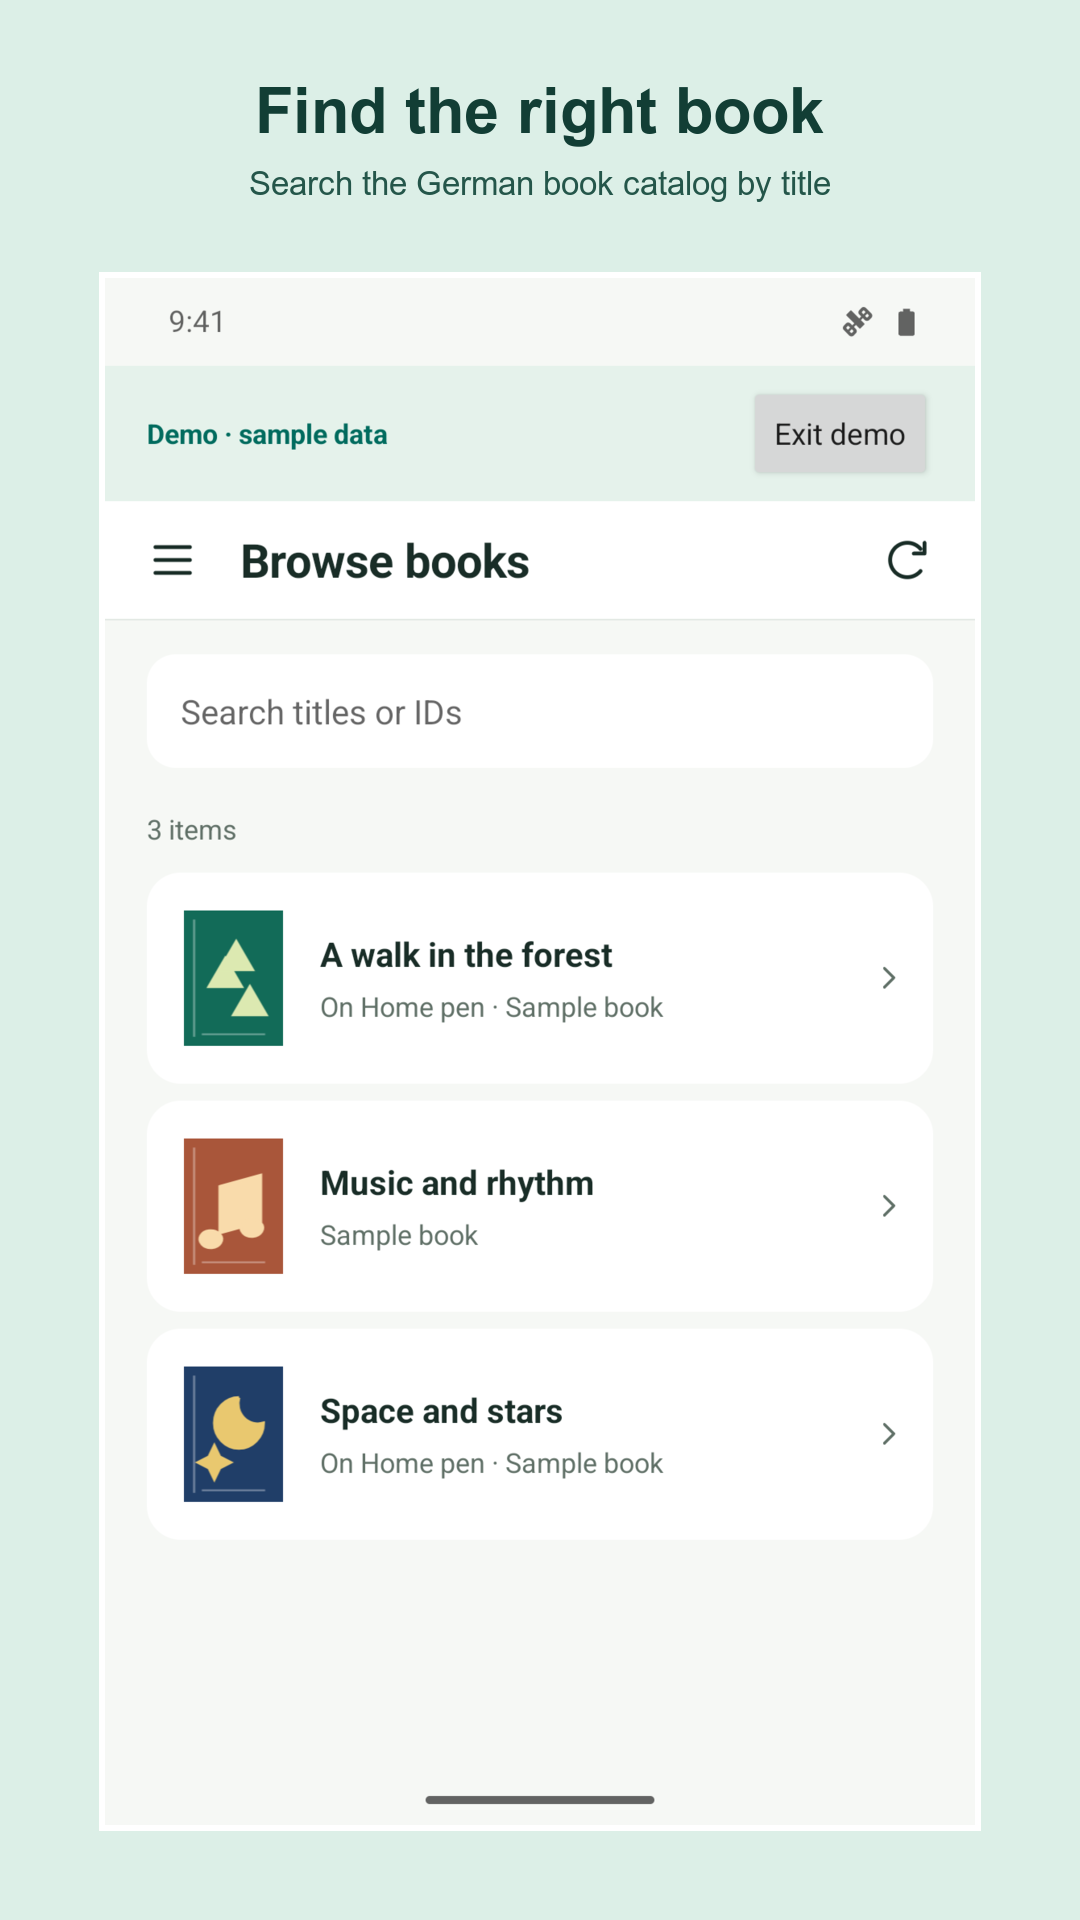 Find the right book
Search the German book catalog by title
9:41
Demo · sample data
Exit demo
Browse books
Search titles or IDs
3 items
A walk in the forest
On Home pen · Sample book
Music and rhythm
Sample book
Space and stars
On Home pen · Sample book